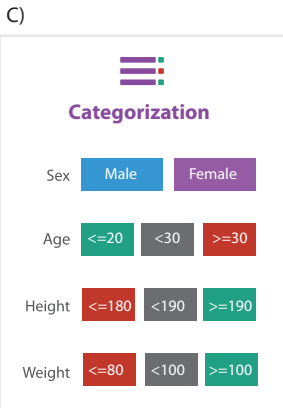 C)
Categorization
Sex Male Female
Age <=20 <30 >=30
Height <=180 <190 >=190
Weight <=80 <100 >=100